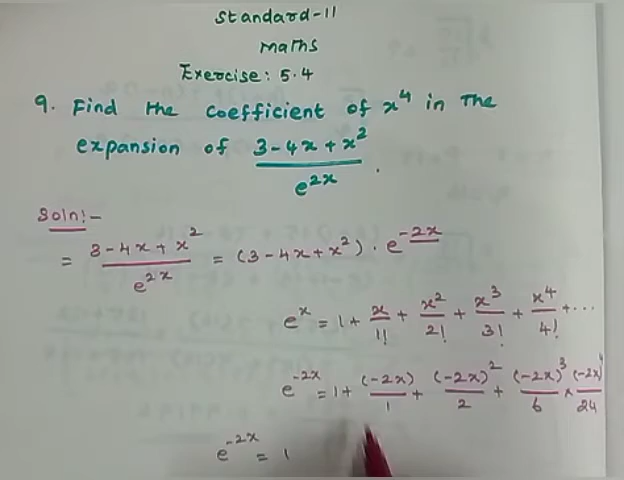 Standard-11
Maths
Exercise: 5.4
9. Find the coefficient of x⁴ in the
expansion of (3-4x+x²)/e^(2x).
Soln:-
= (3-4x+x²)/e^(2x) = (3-4x+x²) . e^(-2x)
e^x = 1 + x/1! + x²/2! + x³/3! + x⁴/4! + ...
e^(-2x) = 1 + (-2x)/1 + (-2x)²/2 + (-2x)³/6 + (-2x)⁴/24
e^(-2x) = 1